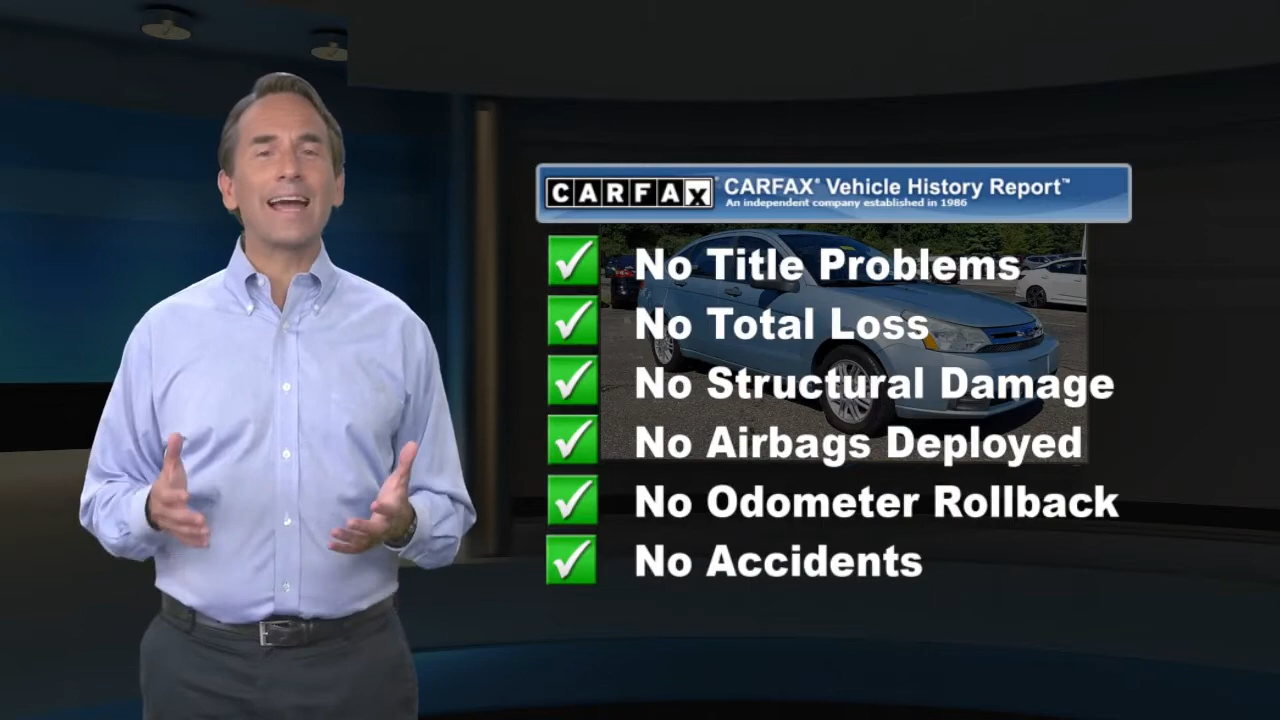 CARFAX® CARFAX® Vehicle History Report™
An independent company established in 1986
No Title Problems
No Total Loss
No Structural Damage
No Airbags Deployed
No Odometer Rollback
No Accidents